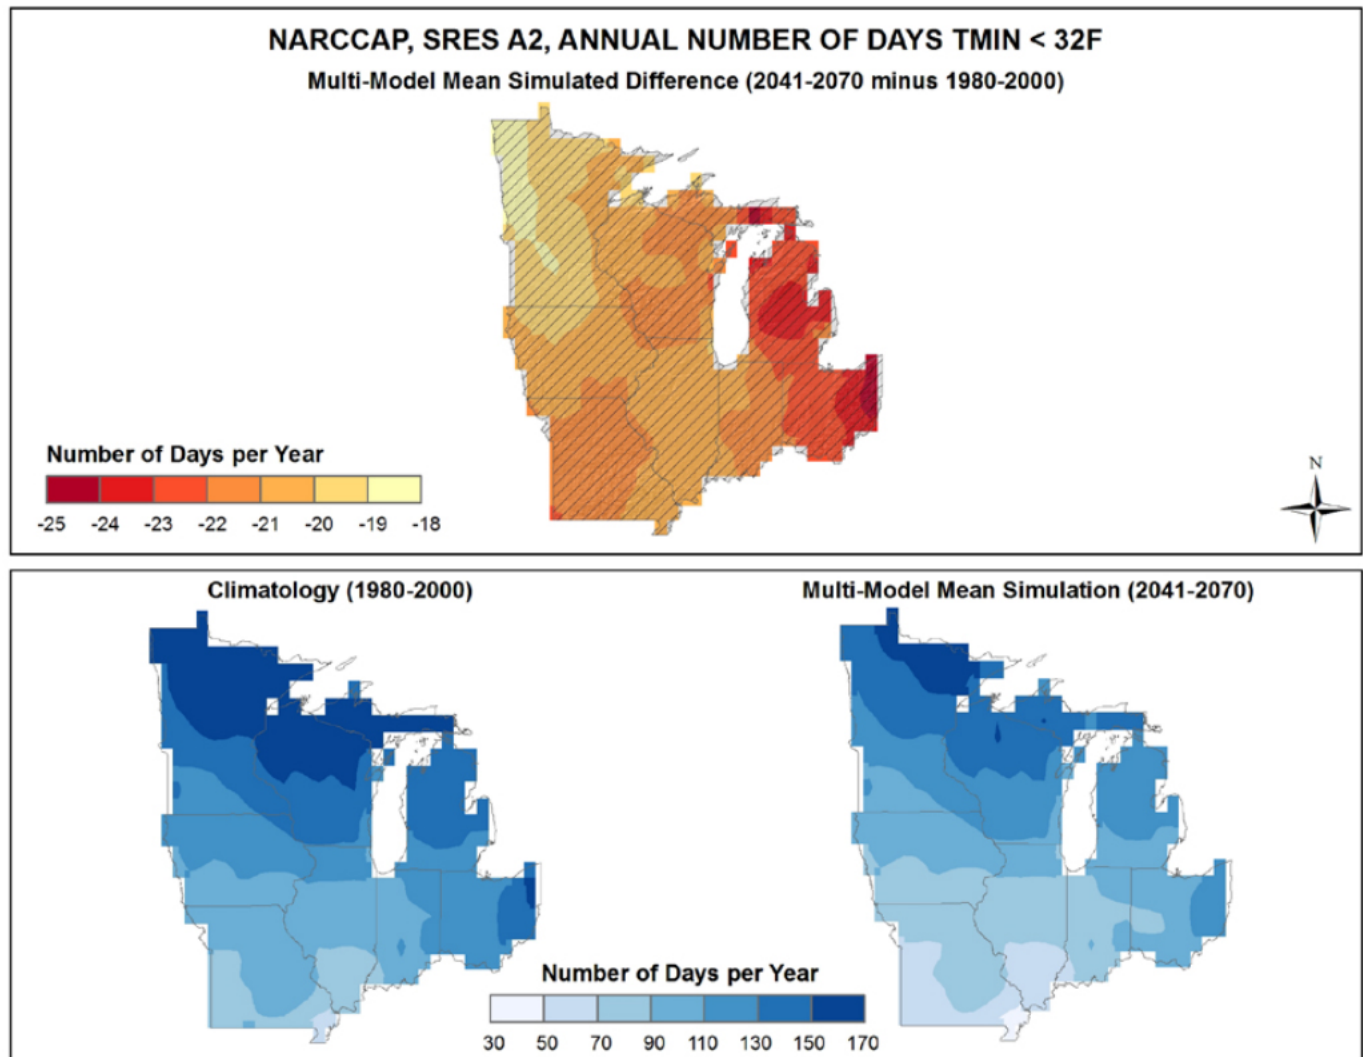 NARCCAP, SRES A2, ANNUAL NUMBER OF DAYS TMIN < 32F
Multi-Model Mean Simulated Difference (2041-2070 minus 1980-2000)
Number of Days per Year
-25 -24 -23 -22 -21 -20 -19 -18
N
Climatology (1980-2000)
Multi-Model Mean Simulation (2041-2070)
Number of Days per Year
30 50 70 90 110 130 150 170